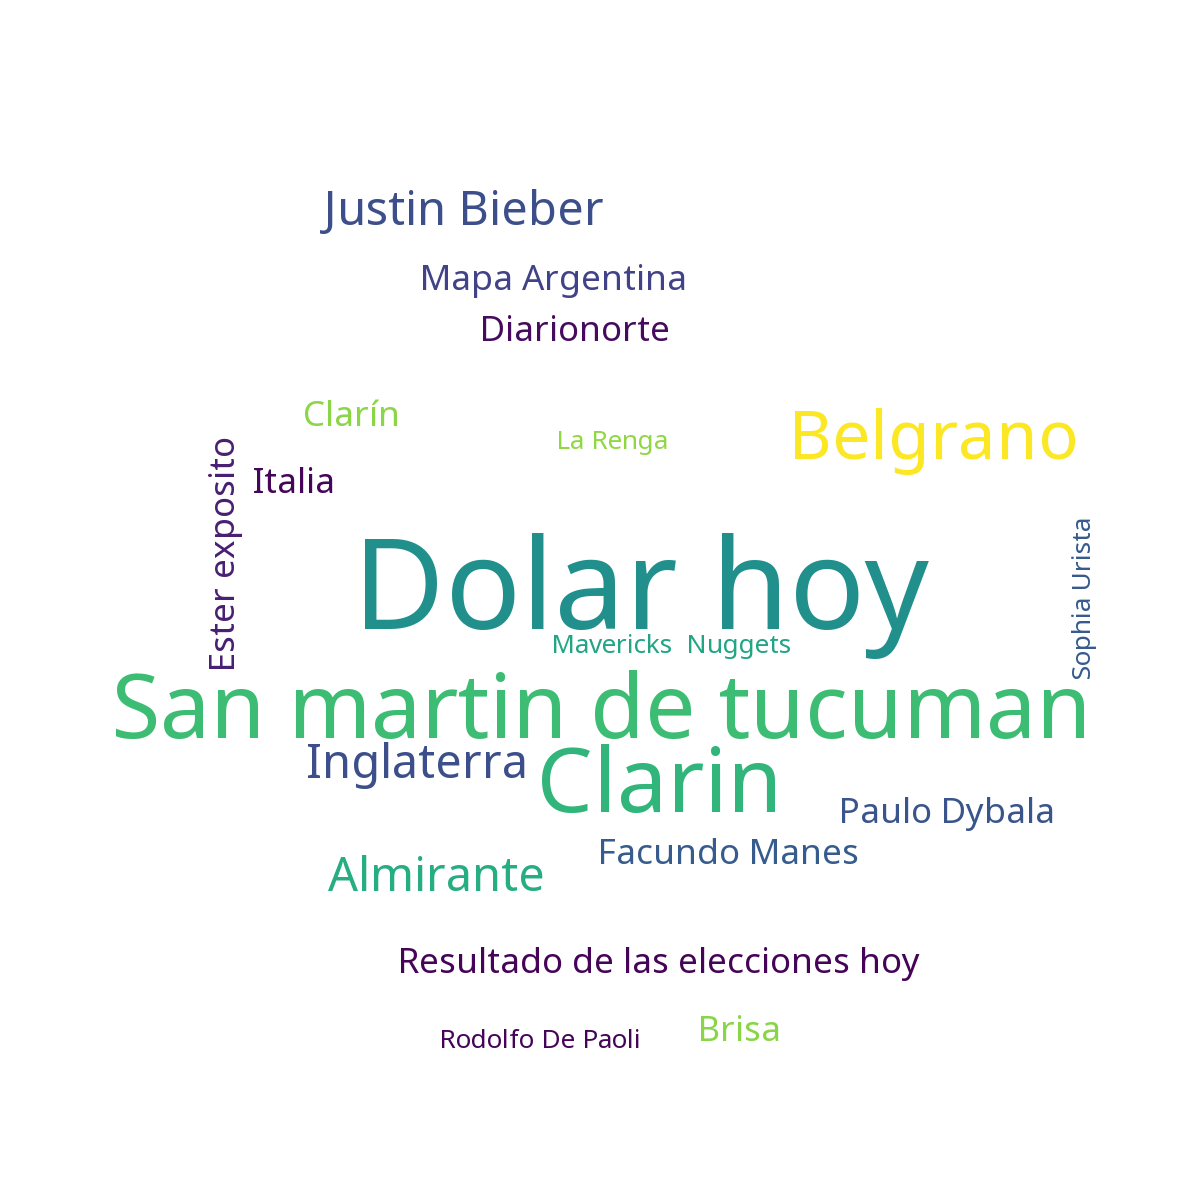 Justin Bieber
Mapa Argentina
Diarionorte
Clarín
La Renga
Belgrano
Italia
Ester exposito
Dolar hoy
Sophia Urista
Mavericks  Nuggets
San martin de tucuman
Inglaterra
Clarin
Paulo Dybala
Facundo Manes
Almirante
Resultado de las elecciones hoy
Brisa
Rodolfo De Paoli